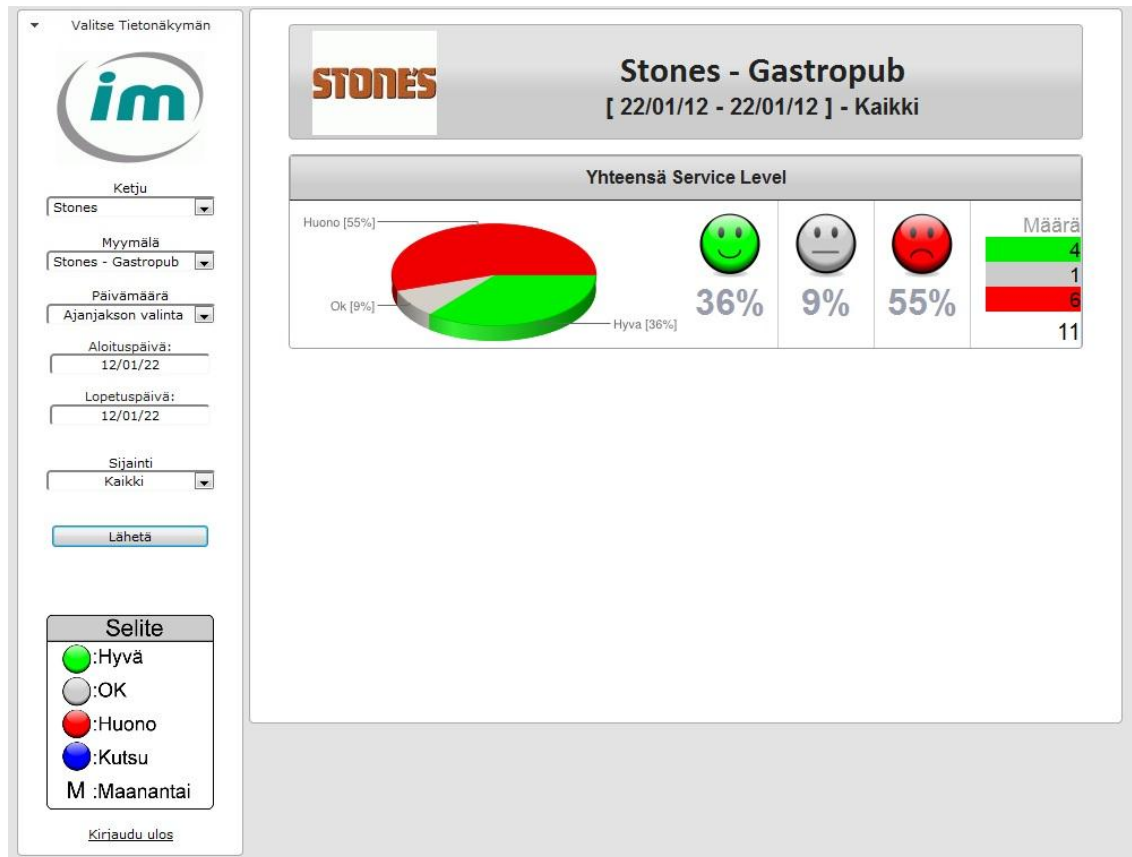 Valitse Tietonäkymän
im
Ketju
Stones
Myymälä
Stones - Gastropub
Päivämäärä
Ajanjakson valinta
Aloituspäivä:
12/01/22
Lopetuspäivä:
12/01/22
Sijainti
Kaikki
Lähetä
Selite
:Hyvä
:OK
:Huono
:Kutsu
M :Maanantai
Kirjaudu ulos
STONE'S
Stones - Gastropub
[ 22/01/12 - 22/01/12 ] - Kaikki
Yhteensä Service Level
Huono [55%]
Ok [9%]
Hyva [36%]
36% 9% 55%
Määrä
4
1
6
11